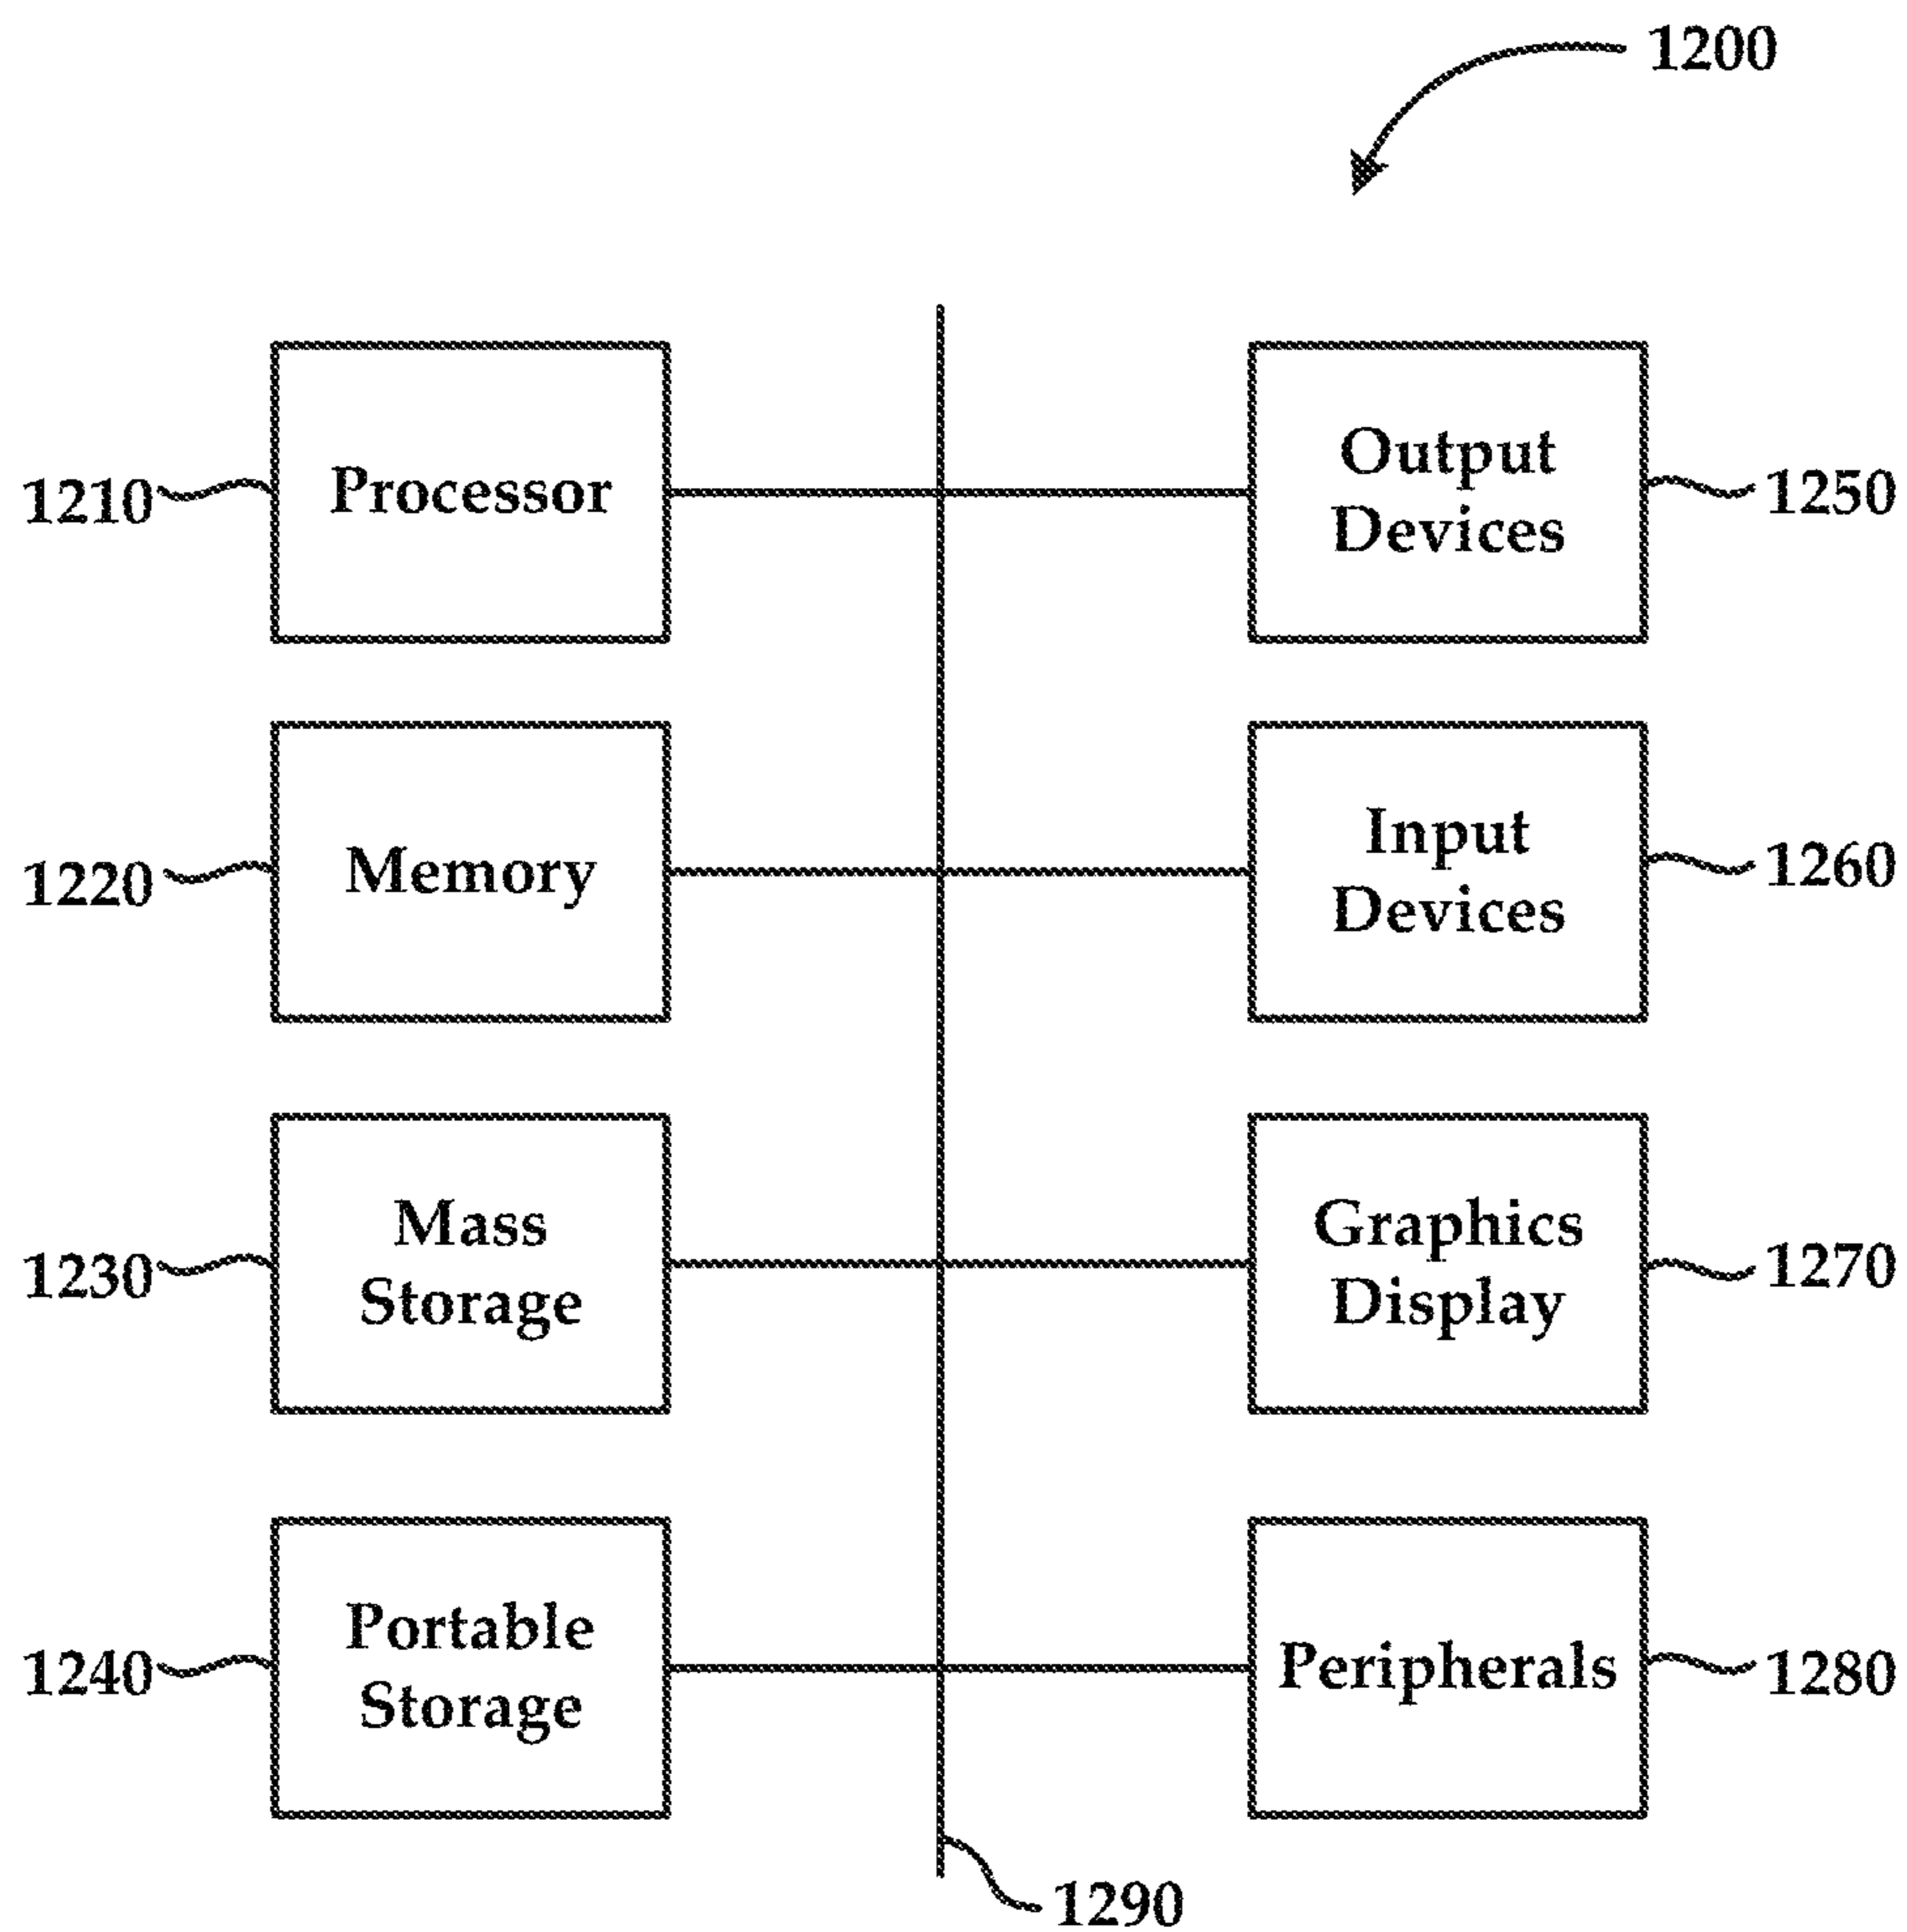 1200
1210
Processor
Output
Devices
1250
1220
Memory
Input
Devices
1260
1230
Mass
Storage
Graphics
Display
1270
1240
Portable
Storage
Peripherals
1280
1290